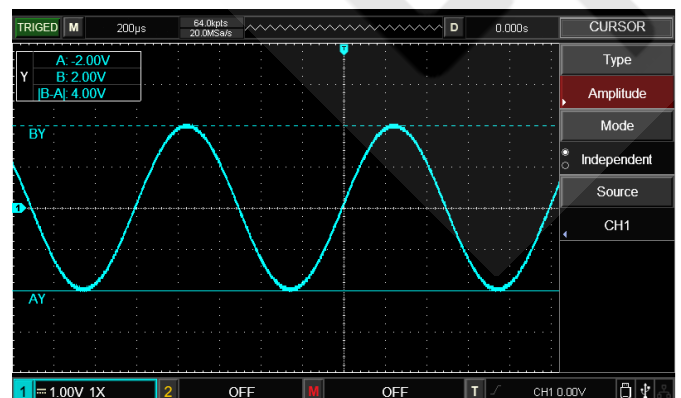 TRIGED M 200µs 64.0kpts D 0.000s CURSOR
20.0MSa/s
T
Type
A: -2.00V
Y B: 2.00V
|B-A|: 4.00V
Amplitude
Mode
BY
Independent
Source
1
CH1
AY
1 1.00V 1X 2 OFF M OFF T CH1 0.00V